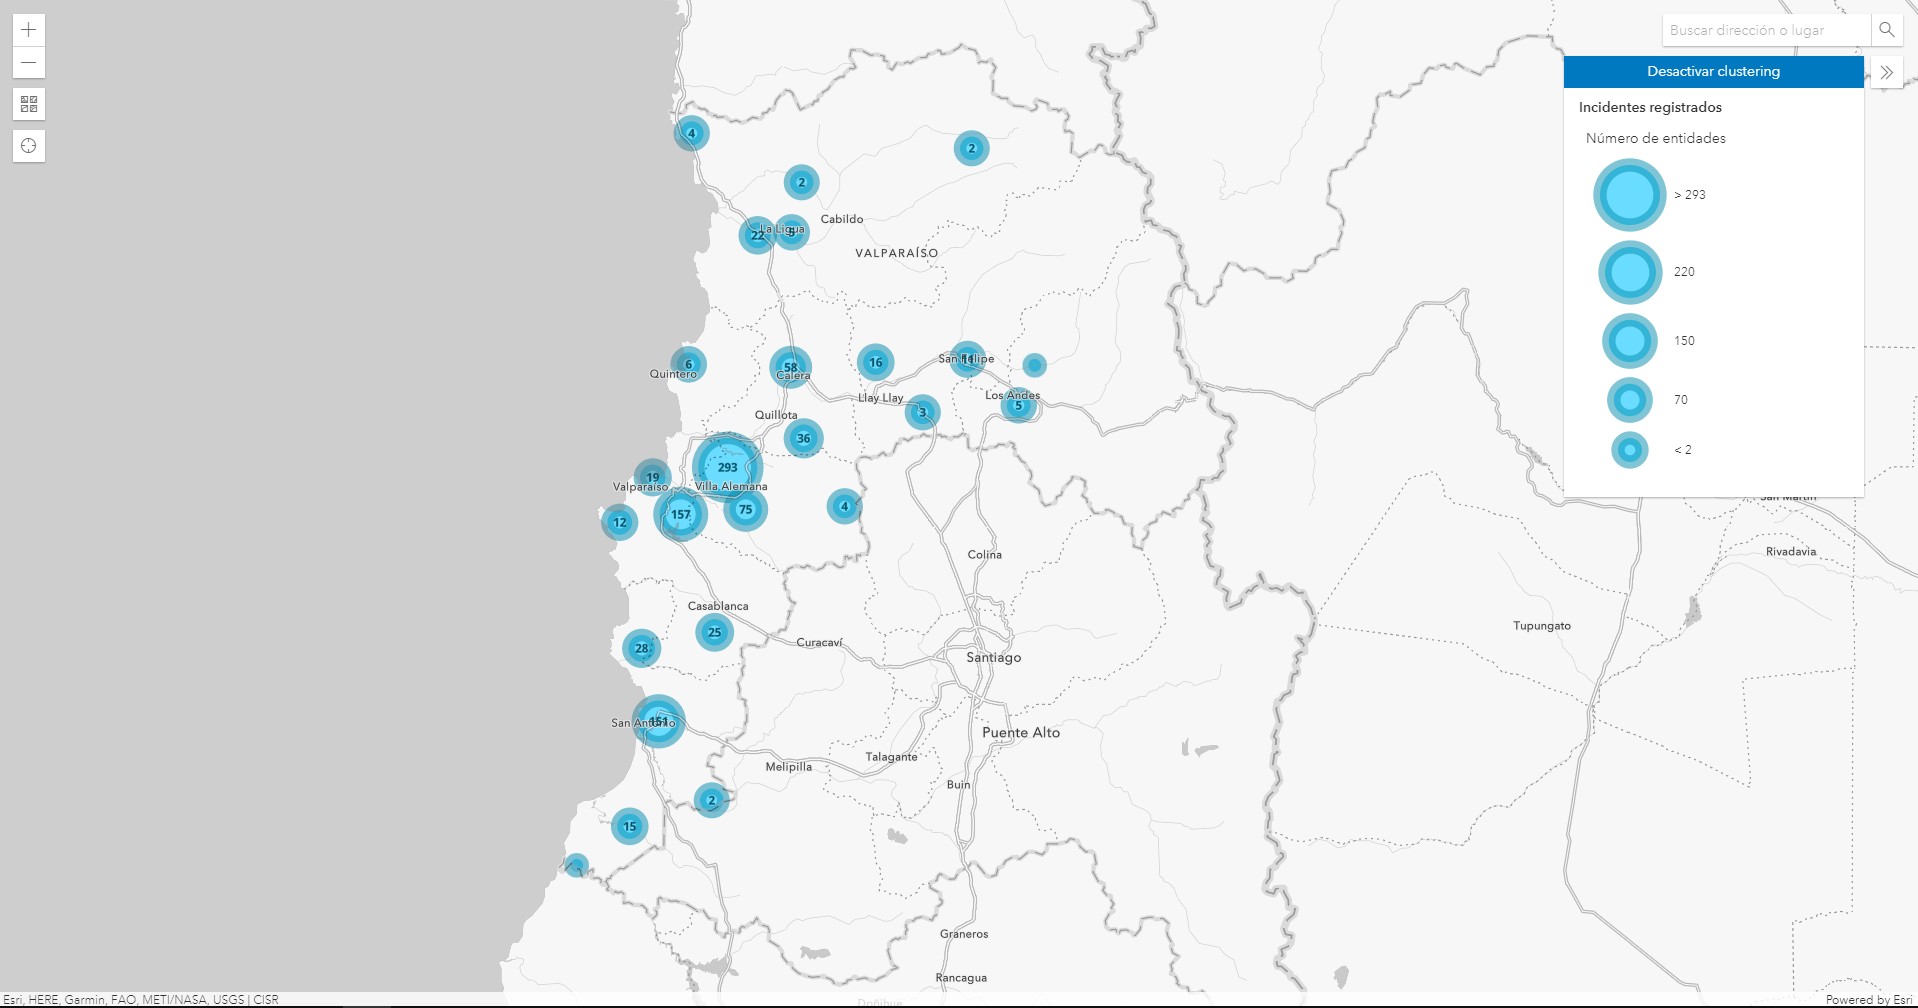 Buscar dirección o lugar
Desactivar clustering
Incidentes registrados
Número de entidades
> 293
220
150
70
< 2
4
2
2
Cabildo
22
La Ligua
5
VALPARAÍSO
6
Quintero
58
Calera
16
San Felipe
Llay Llay
3
Los Andes
5
Quillota
36
293
19
Valparaíso
Villa Alemana
157
75
4
12
Colina
San Martín
Rivadavia
Casablanca
25
28
Curacaví
Santiago
Tupungato
San Antonio
151
Puente Alto
Talagante
Melipilla
Buin
2
15
Graneros
Rancagua
Doñihue
Esri, HERE, Garmin, FAO, METI/NASA, USGS | CISR
Powered by Esri